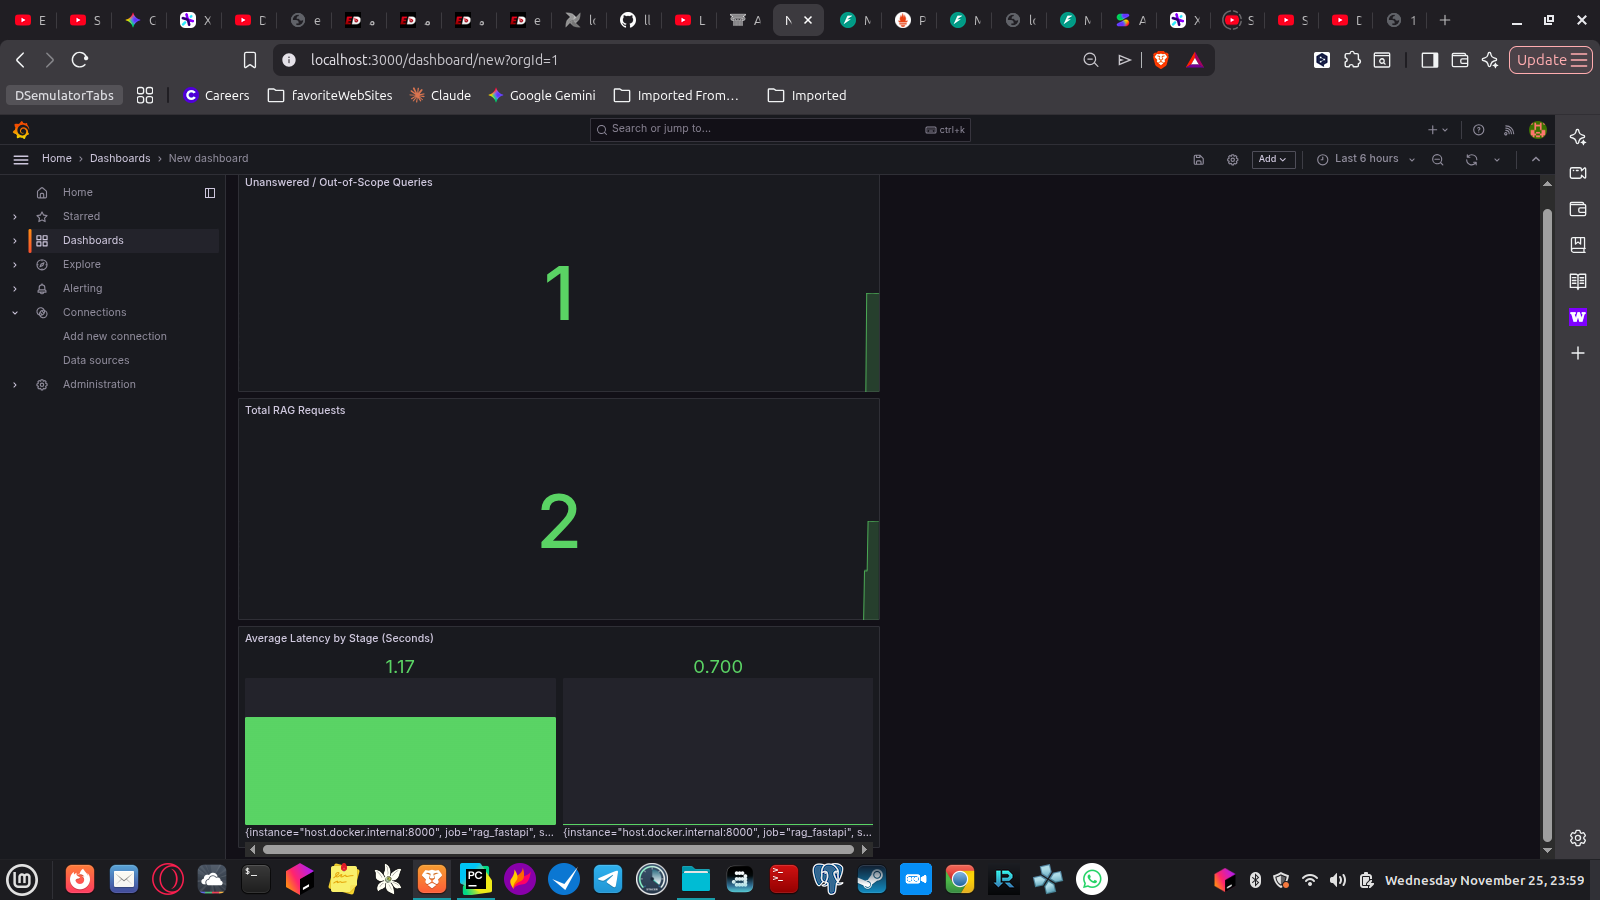 E
S
C
X
D
e
a
a
a
e
lo
ll
L
A
N
M
P
M
lo
M
A
X
S
S
D
1
localhost:3000/dashboard/new?orgId=1
Update
DSemulatorTabs
Careers
favoriteWebSites
Claude
Google Gemini
Imported From...
Imported
Search or jump to...
ctrl+k
Home › Dashboards › New dashboard
Add
Last 6 hours
Home
Starred
Dashboards
Explore
Alerting
Connections
Add new connection
Data sources
Administration
Unanswered / Out-of-Scope Queries
1
Total RAG Requests
2
Average Latency by Stage (Seconds)
1.17
0.700
{instance="host.docker.internal:8000", job="rag_fastapi", s...
{instance="host.docker.internal:8000", job="rag_fastapi", s...
Wednesday November 25, 23:59